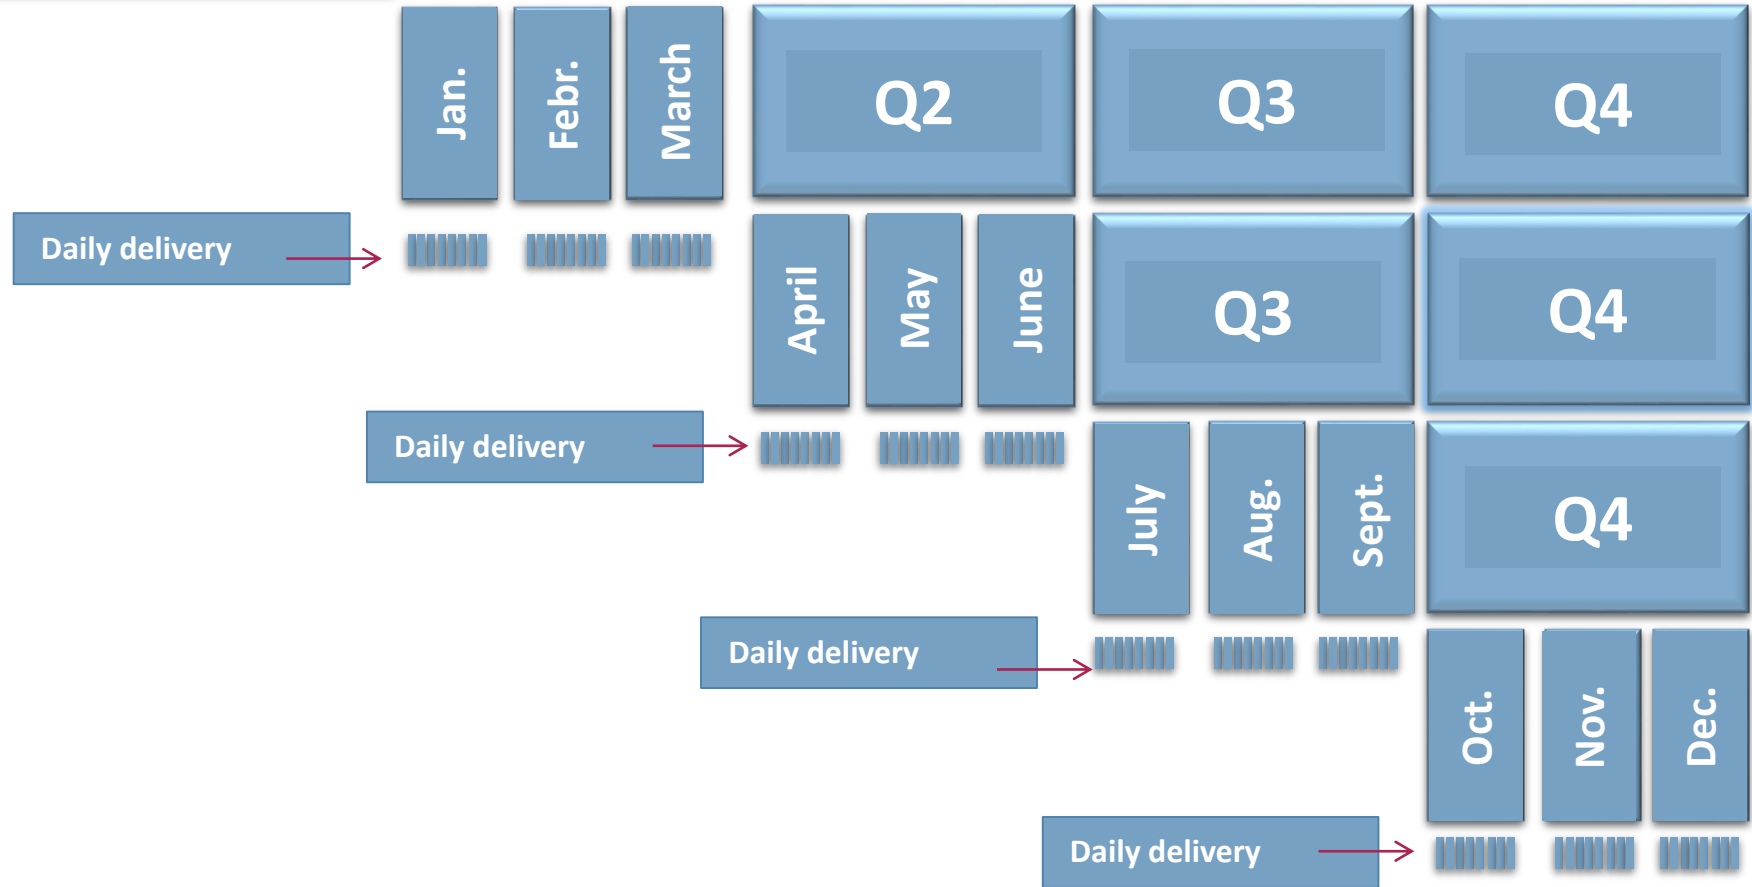 Jan.
Febr.
March
Q2
Q3
Q4
Daily delivery
April
May
June
Q3
Q4
Daily delivery
July
Aug.
Sept.
Q4
Daily delivery
Oct.
Nov.
Dec.
Daily delivery